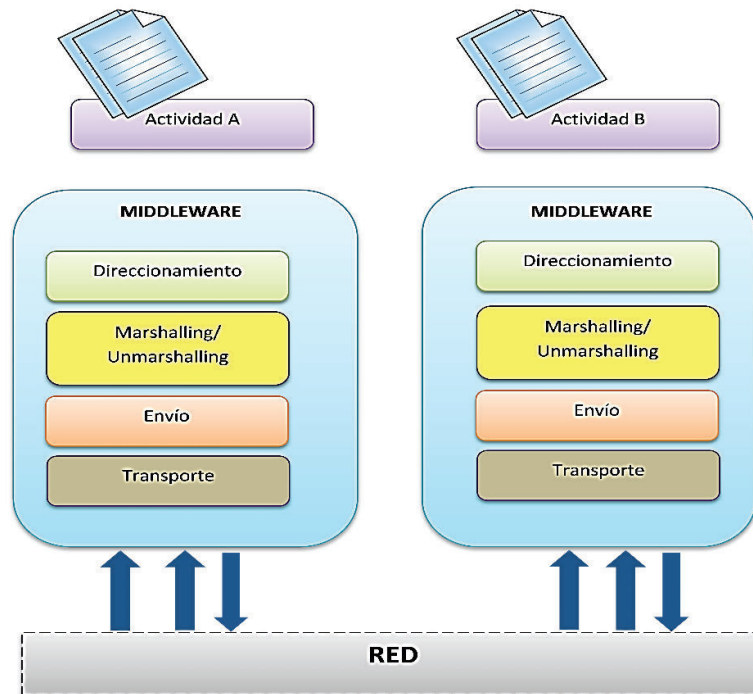 Actividad A
Actividad B
MIDDLEWARE
Direccionamiento
Marshalling/
Unmarshalling
Envío
Transporte
MIDDLEWARE
Direccionamiento
Marshalling/
Unmarshalling
Envío
Transporte
RED